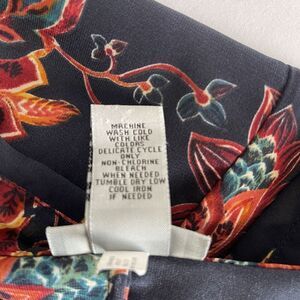 MACHINE
WASH COLD
WITH LIKE
COLORS
DELICATE CYCLE
ONLY
NON-CHLORINE
BLEACH
WHEN NEEDED
TUMBLE DRY LOW
COOL IRON
IF NEEDED